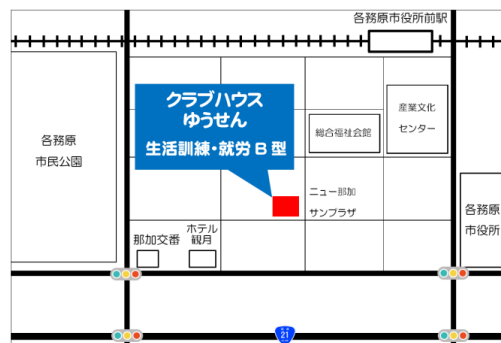 各務原市役所前駅
クラブハウス
ゆうせん
生活訓練・就労B型
産業文化
センター
総合福祉会館
各務原
市民公園
ニュー那加
サンプラザ
各務原
市役所
ホテル
観月
那加交番
21